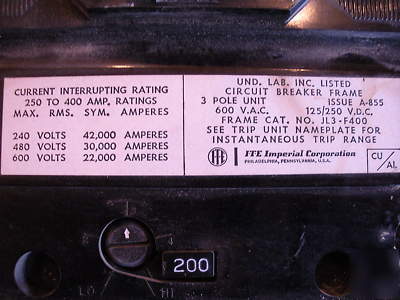 CURRENT INTERRUPTING RATING
250 TO 400 AMP. RATINGS
MAX. RMS. SYM. AMPERES
240 VOLTS 42,000 AMPERES
480 VOLTS 30,000 AMPERES
600 VOLTS 22,000 AMPERES
UND. LAB. INC. LISTED
CIRCUIT BREAKER FRAME
3 POLE UNIT ISSUE A-855
600 V.A.C. 125/250 V.D.C.
FRAME CAT. NO. JL3-F400
SEE TRIP UNIT NAMEPLATE FOR
INSTANTANEOUS TRIP RANGE
ITE ITE Imperial Corporation
PHILADELPHIA, PENNSYLVANIA, U.S.A.
CU/AL
200
LO HI